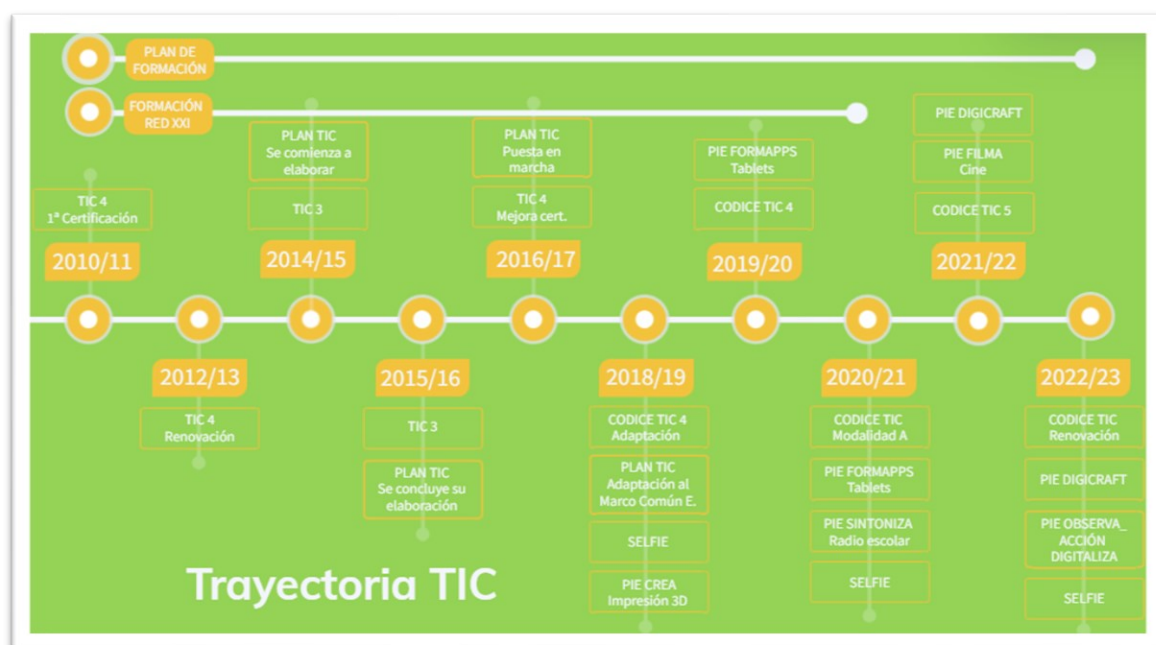 PLAN DE
FORMACIÓN
FORMACIÓN
RED XXI
TIC 4
1ª Certificación
2010/11
TIC 4
Renovación
2012/13
PLAN TIC
Se comienza a
elaborar
TIC 3
2014/15
2015/16
TIC 3
PLAN TIC
Se concluye su
elaboración
PLAN TIC
Puesta en
marcha
TIC 4
Mejora cert.
2016/17
2018/19
CODICE TIC 4
Adaptación
PLAN TIC
Adaptación al
Marco Común E.
SELFIE
PIE CREA
Impresión 3D
PIE FORMAPPS
Tablets
CODICE TIC 4
2019/20
2020/21
CODICE TIC
Modalidad A
PIE FORMAPPS
Tablets
PIE SINTONIZA
Radio escolar
SELFIE
PIE DIGICRAFT
PIE FILMA
Cine
CODICE TIC 5
2021/22
2022/23
CODICE TIC
Renovación
PIE DIGICRAFT
PIE OBSERVA_
ACCIÓN
DIGITALIZA
SELFIE
Trayectoria TIC